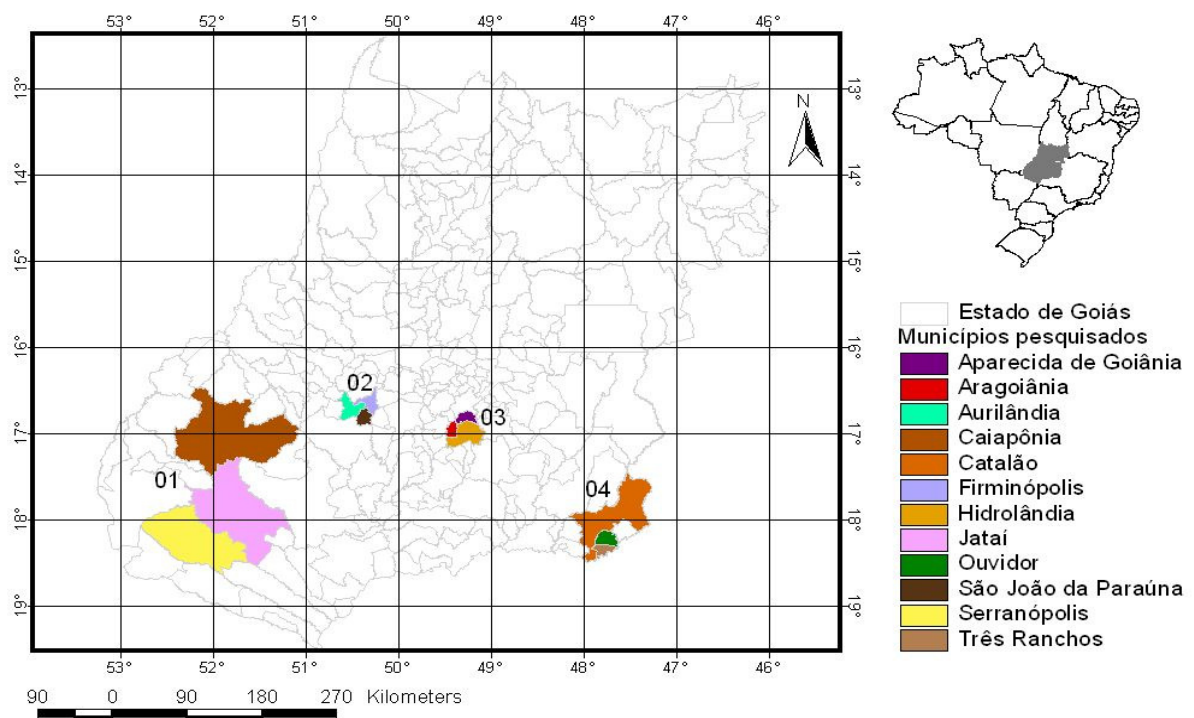 53° 52° 51° 50° 49° 48° 47° 46°
13° 13°
N
14° 14°
15° 15°
16° 16°
02
03
17° 17°
01
04
18° 18°
19° 19°
53° 52° 51° 50° 49° 48° 47° 46°
90 0 90 180 270 Kilometers
Estado de Goiás
Municípios pesquisados
Aparecida de Goiânia
Aragoiânia
Aurilândia
Caiapônia
Catalão
Firminópolis
Hidrolândia
Jataí
Ouvidor
São João da Paraúna
Serranópolis
Três Ranchos